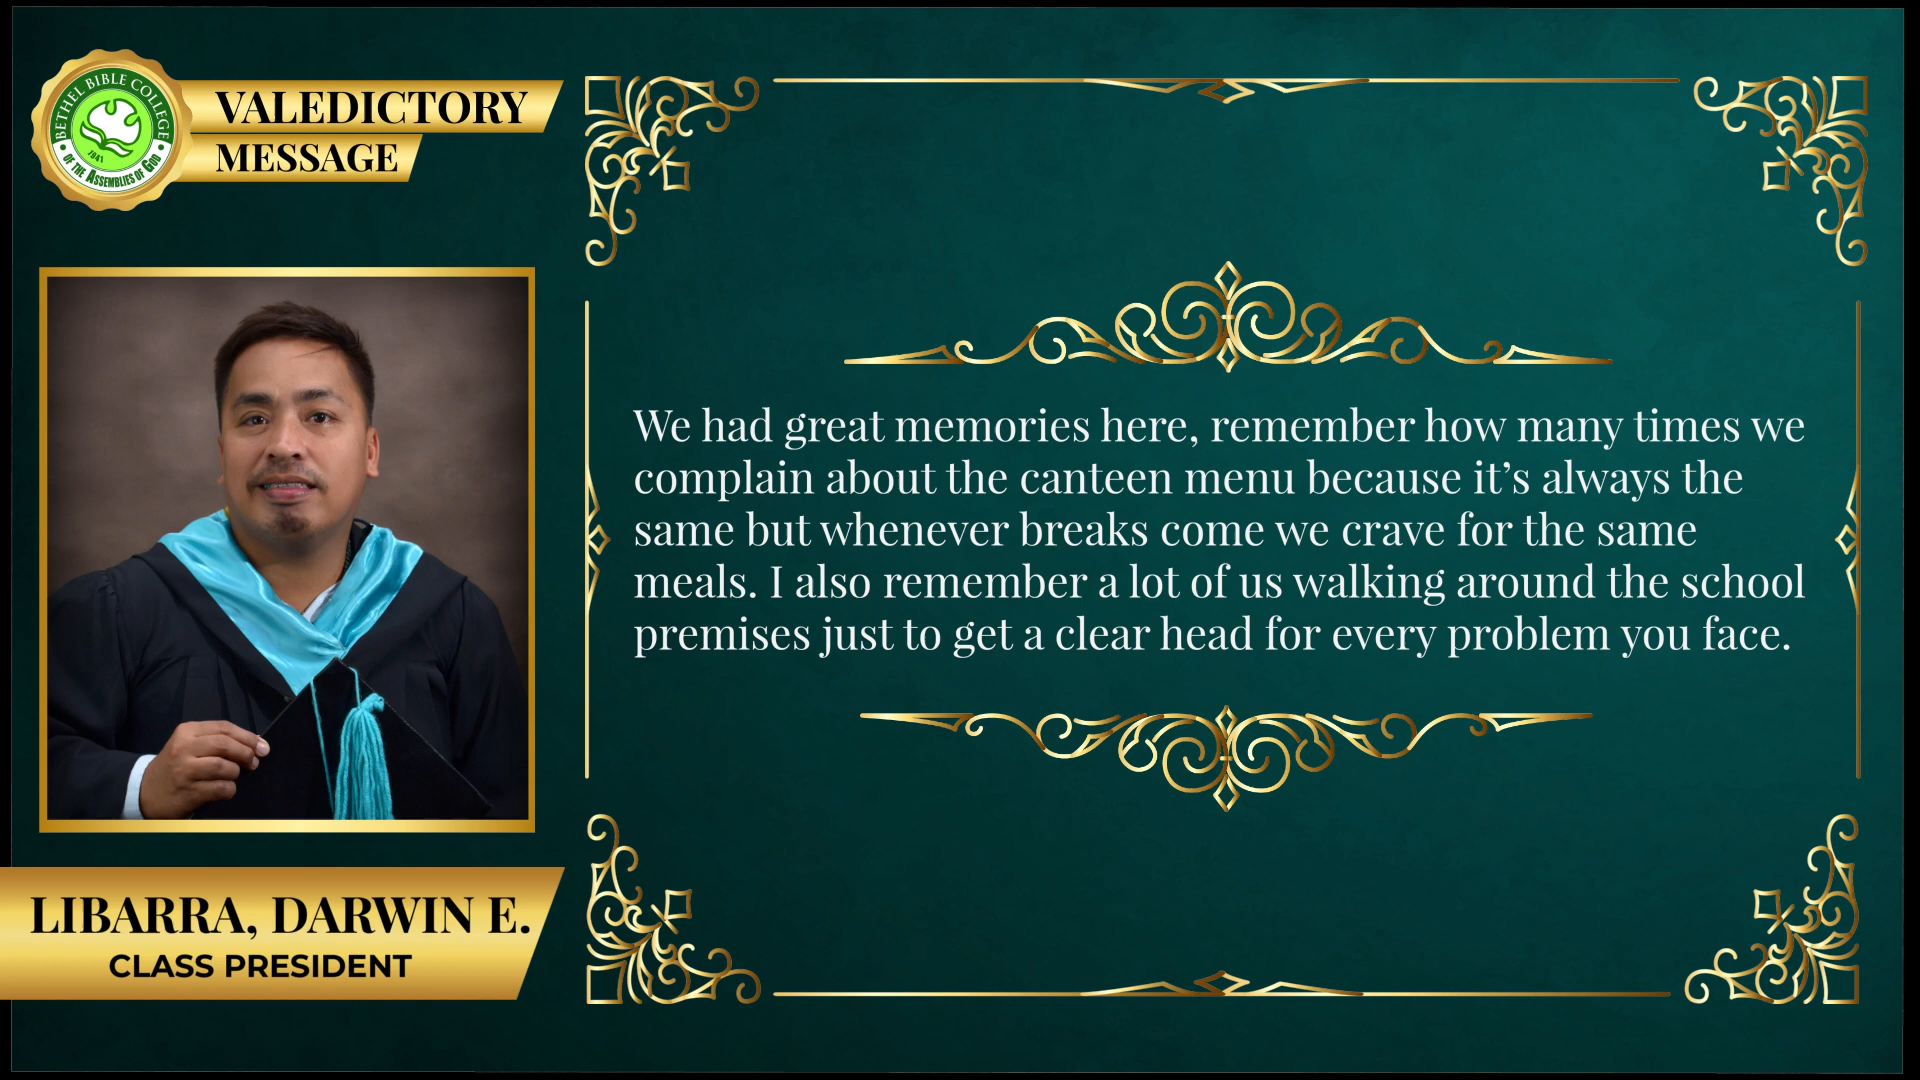 BETHEL BIBLE COLLEGE
OF THE ASSEMBLIES OF GOD
1941
VALEDICTORY
MESSAGE
We had great memories here, remember how many times we
complain about the canteen menu because it’s always the
same but whenever breaks come we crave for the same
meals. I also remember a lot of us walking around the school
premises just to get a clear head for every problem you face.
LIBARRA, DARWIN E.
CLASS PRESIDENT